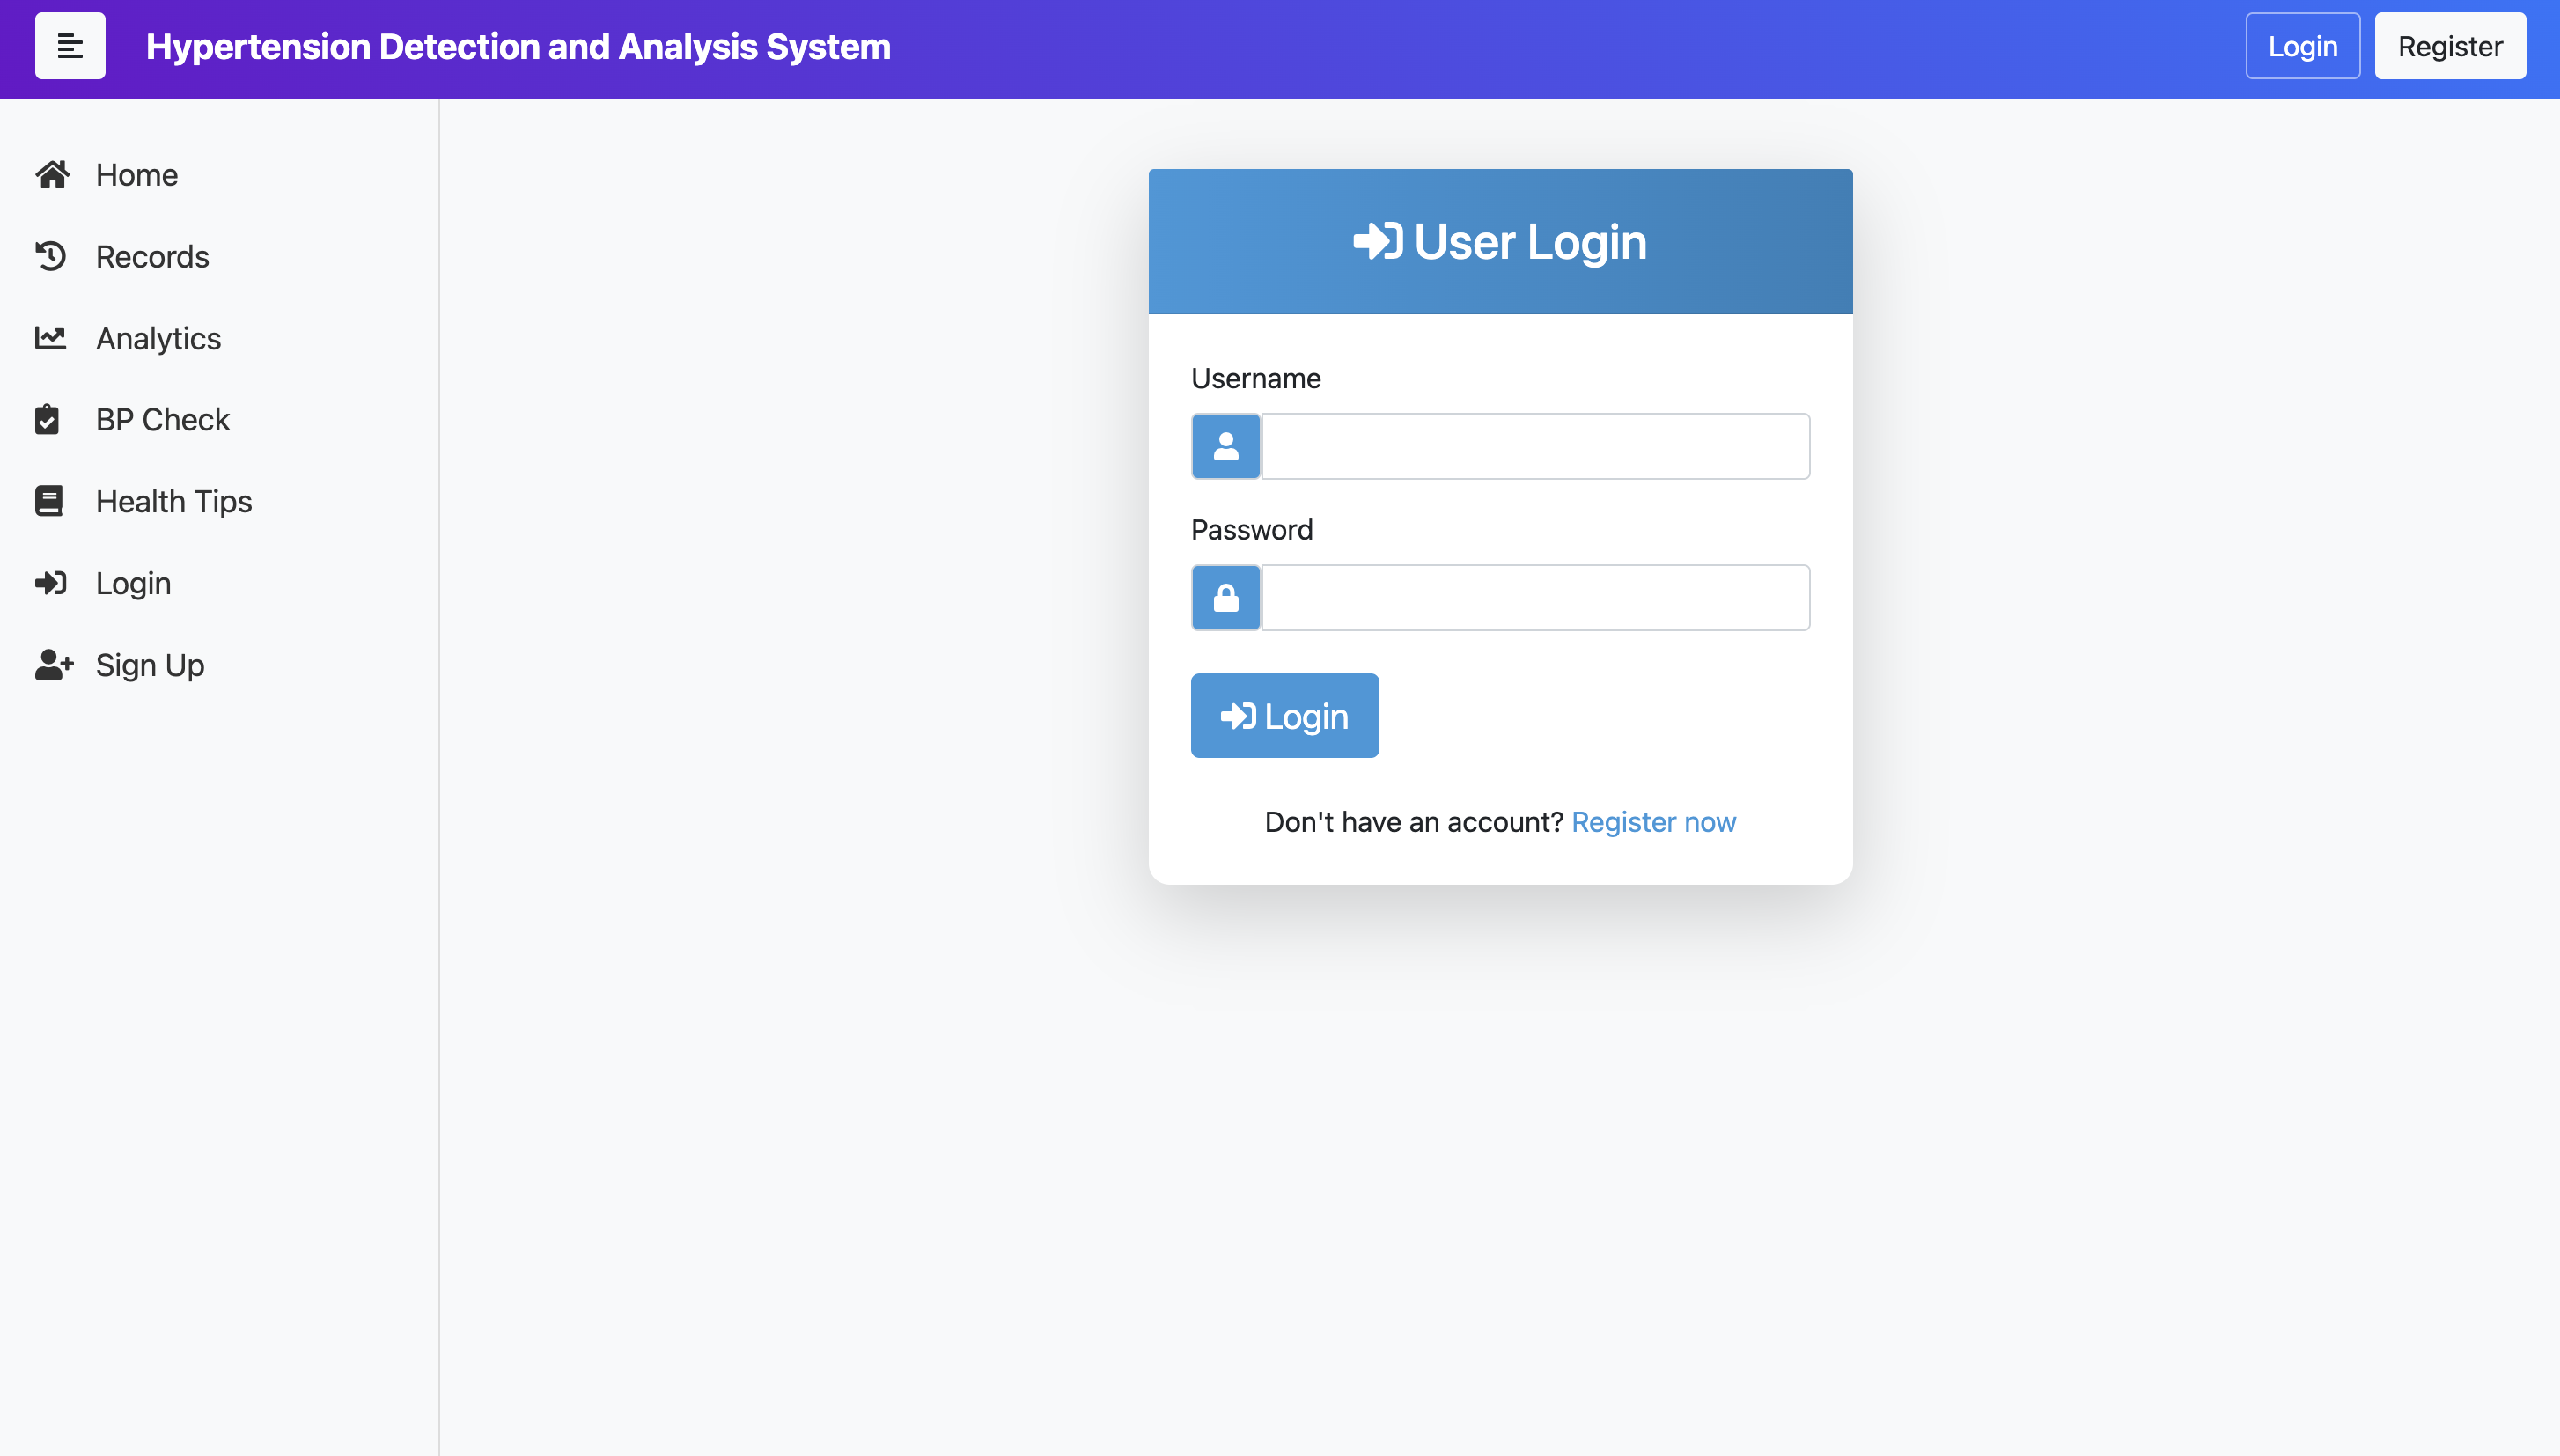 Hypertension Detection and Analysis System
Login
Register
Home
Records
Analytics
BP Check
Health Tips
Login
Sign Up
User Login
Username
Password
Login
Don't have an account? Register now